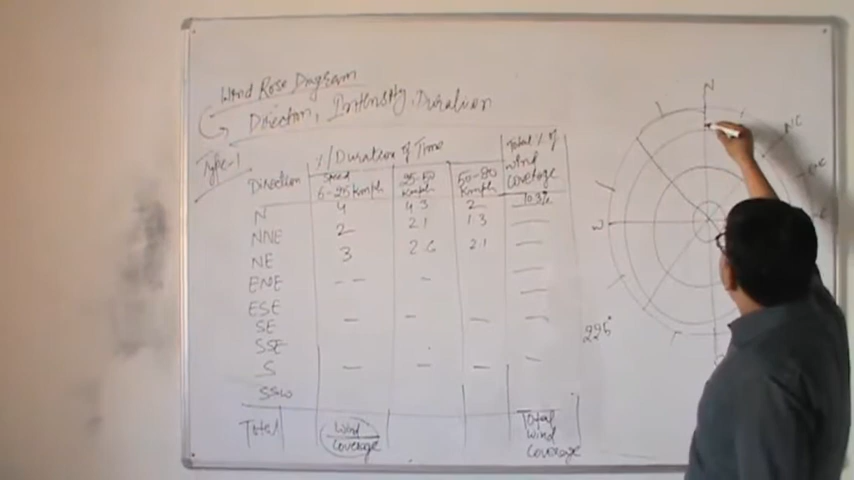 Wind Rose Diagram
Direction, Intensity, Duration
Type-1
% / Duration of Time
Total % of wind coverage
Direction
Speed 6-25 Kmph
25-50 Kmph
50-80 Kmph
N 4 4 3 2 10.3%
NNE 2 2 1 1 3 —
NE 3 2 6 2 1 —
ENE - - - —
ESE —
SE — — — —
SSE
S — — — —
SSW
Total
Wind coverage
Total Wind coverage
N
W
225°